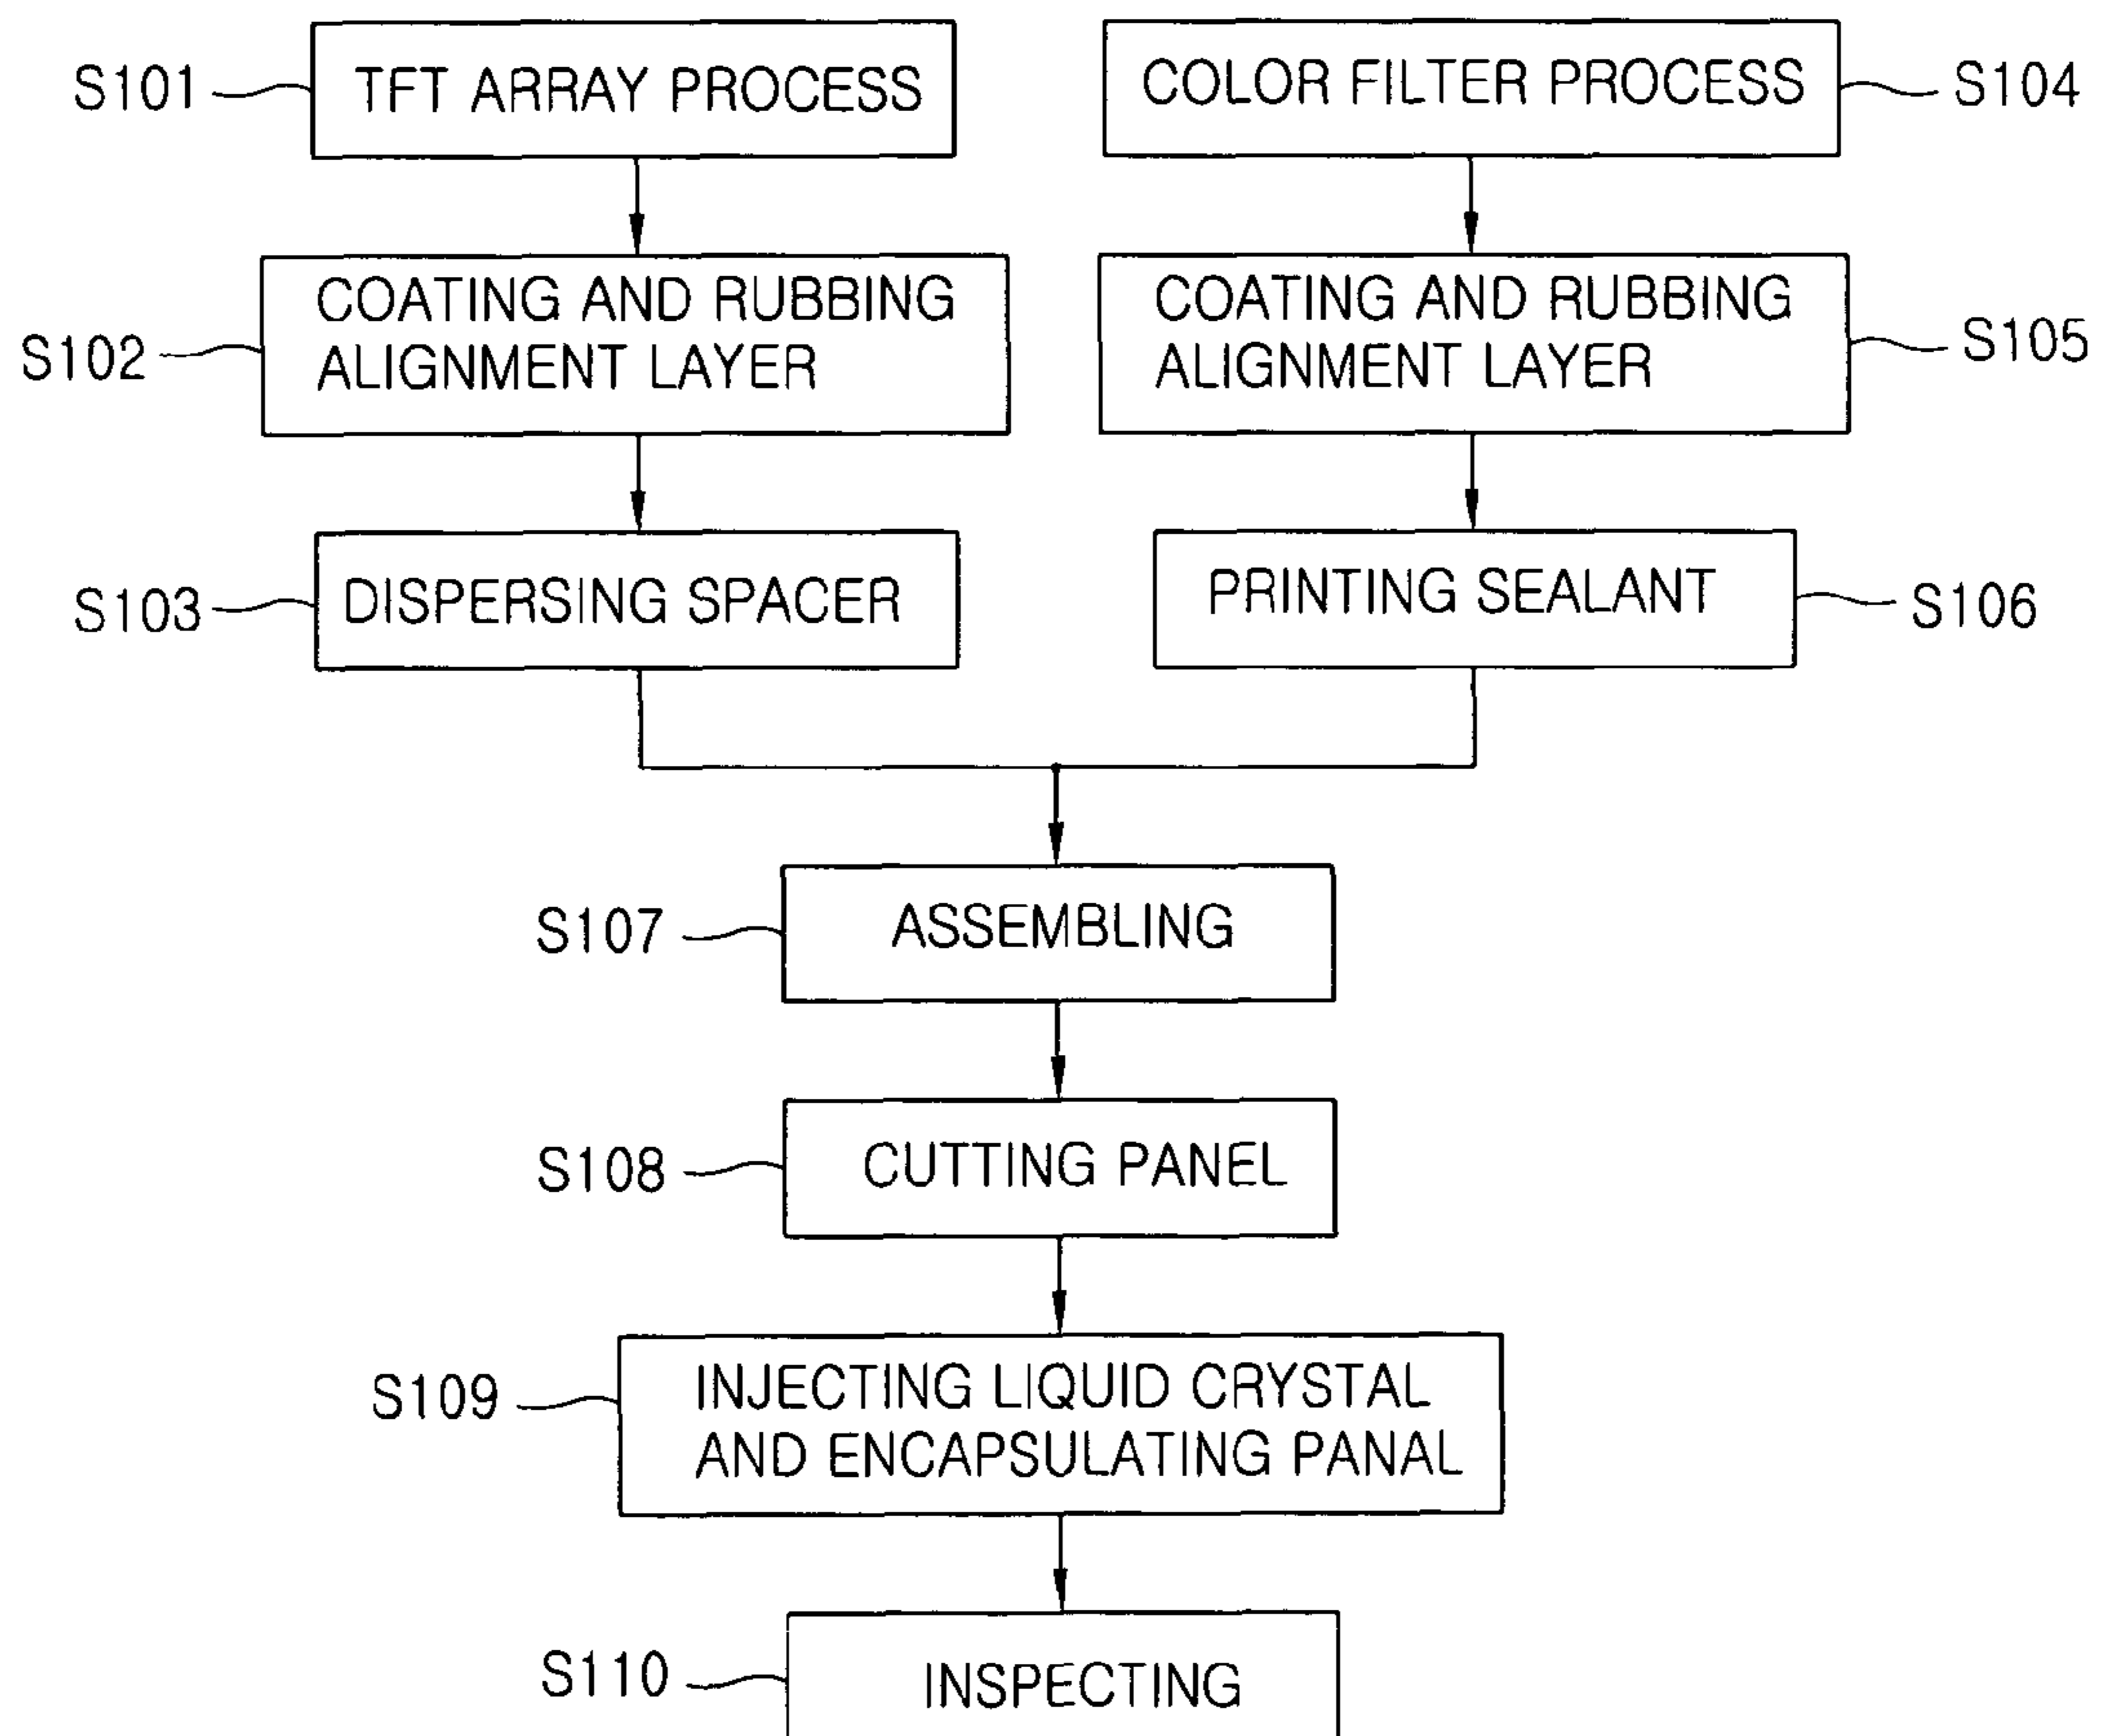 S101
TFT ARRAY PROCESS
COLOR FILTER PROCESS
S104
S102
COATING AND RUBBING
ALIGNMENT LAYER
COATING AND RUBBING
ALIGNMENT LAYER
S105
S103
DISPERSING SPACER
PRINTING SEALANT
S106
S107
ASSEMBLING
S108
CUTTING PANEL
S109
INJECTING LIQUID CRYSTAL
AND ENCAPSULATING PANAL
S110
INSPECTING